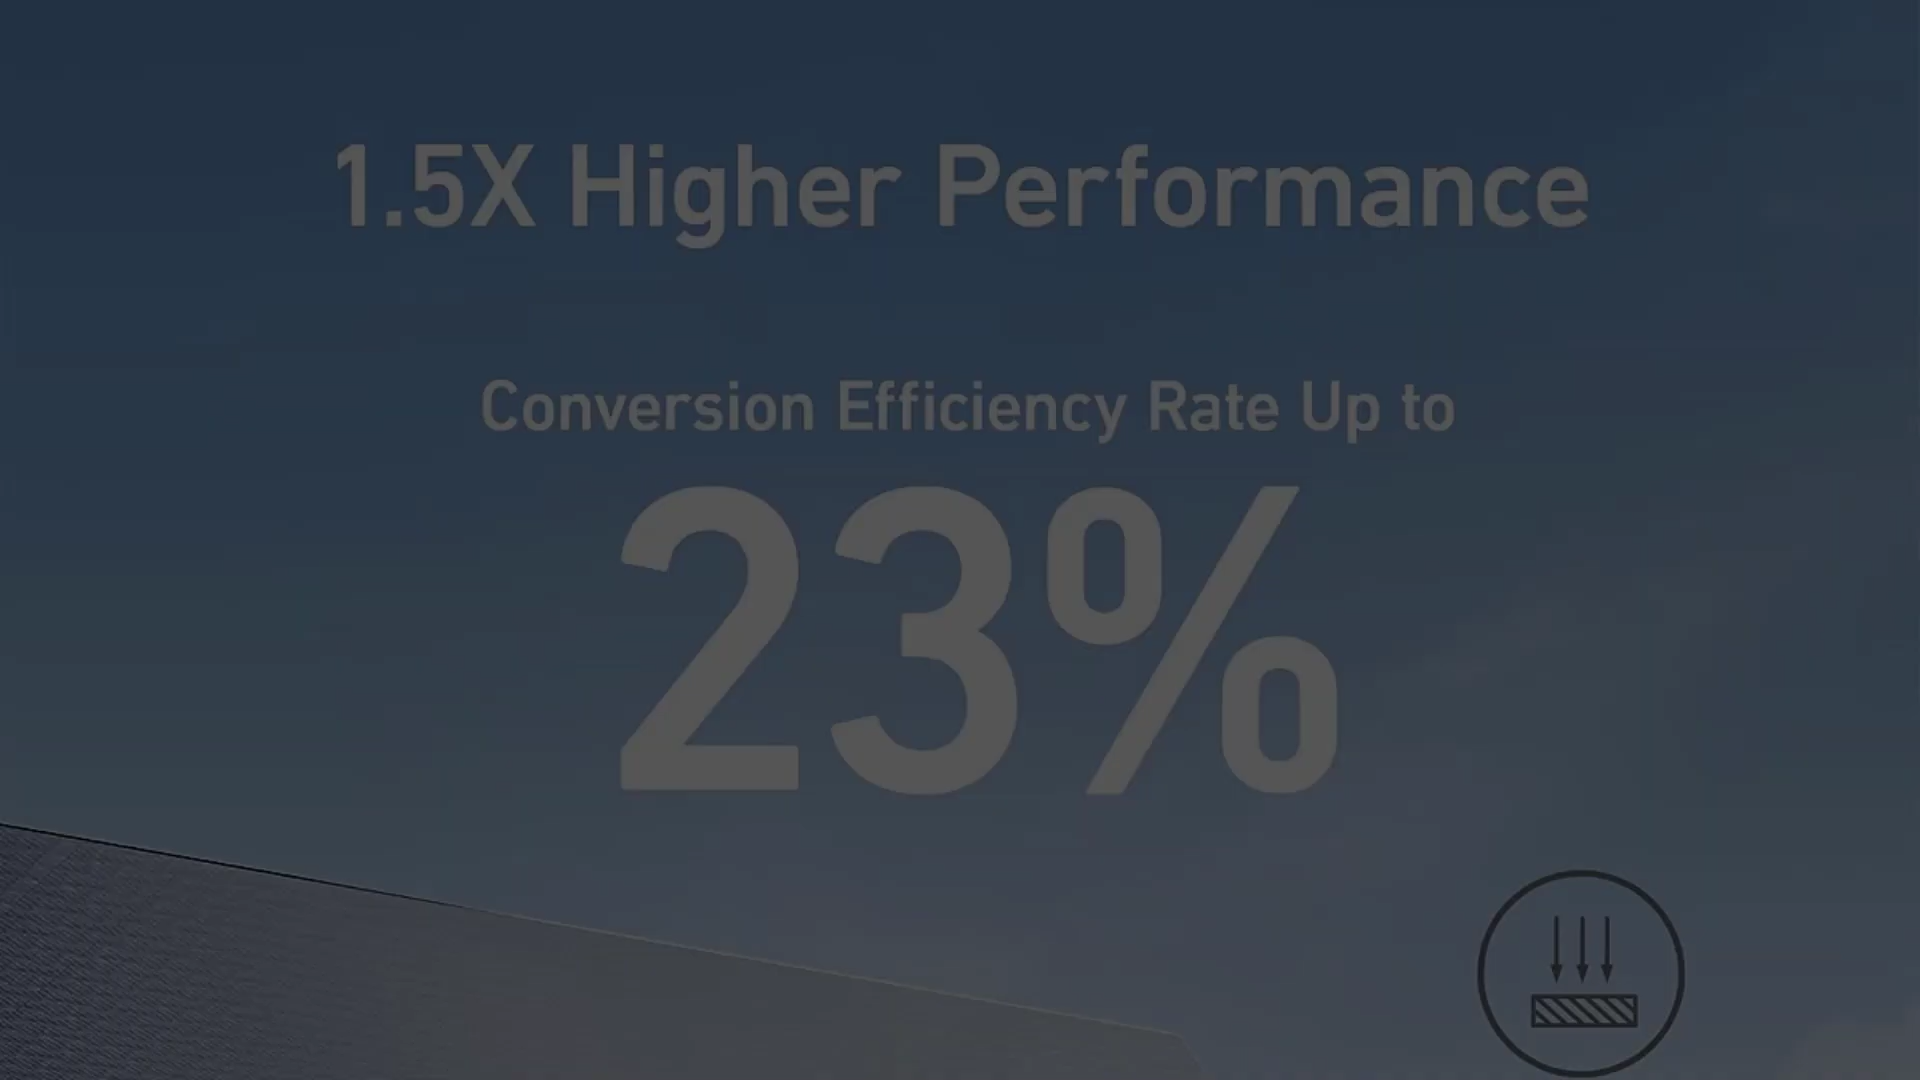 1.5X Higher Performance
Conversion Efficiency Rate Up to
23%